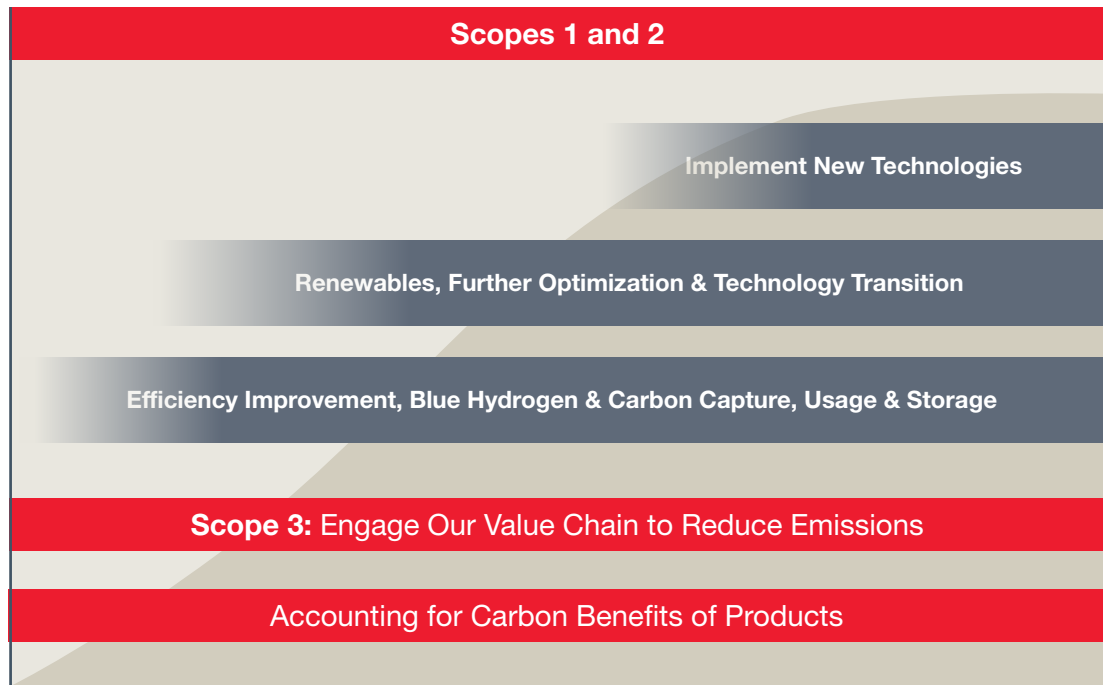 Scopes 1 and 2
Implement New Technologies
Renewables, Further Optimization & Technology Transition
Efficiency Improvement, Blue Hydrogen & Carbon Capture, Usage & Storage
Scope 3: Engage Our Value Chain to Reduce Emissions
Accounting for Carbon Benefits of Products